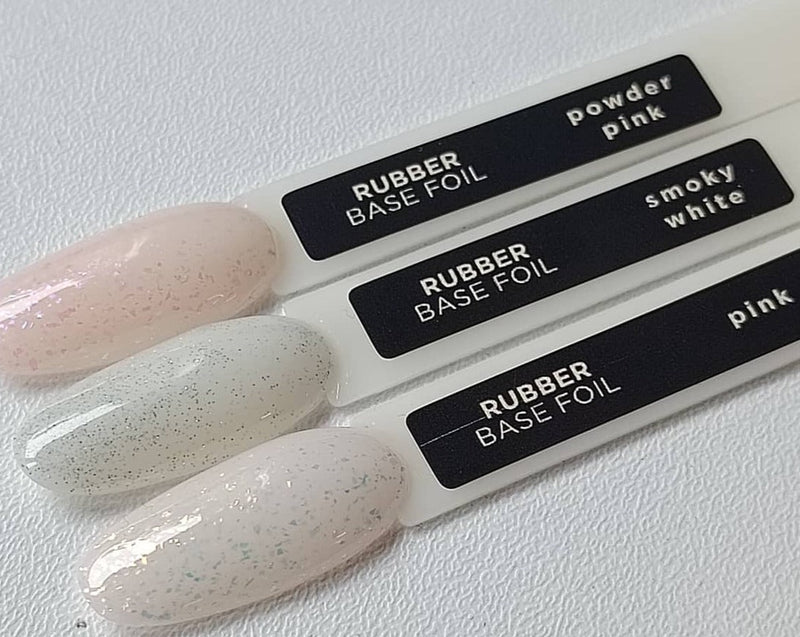 RUBBER
BASE FOIL
powder
pink
RUBBER
BASE FOIL
smoky
white
RUBBER
BASE FOIL
pink